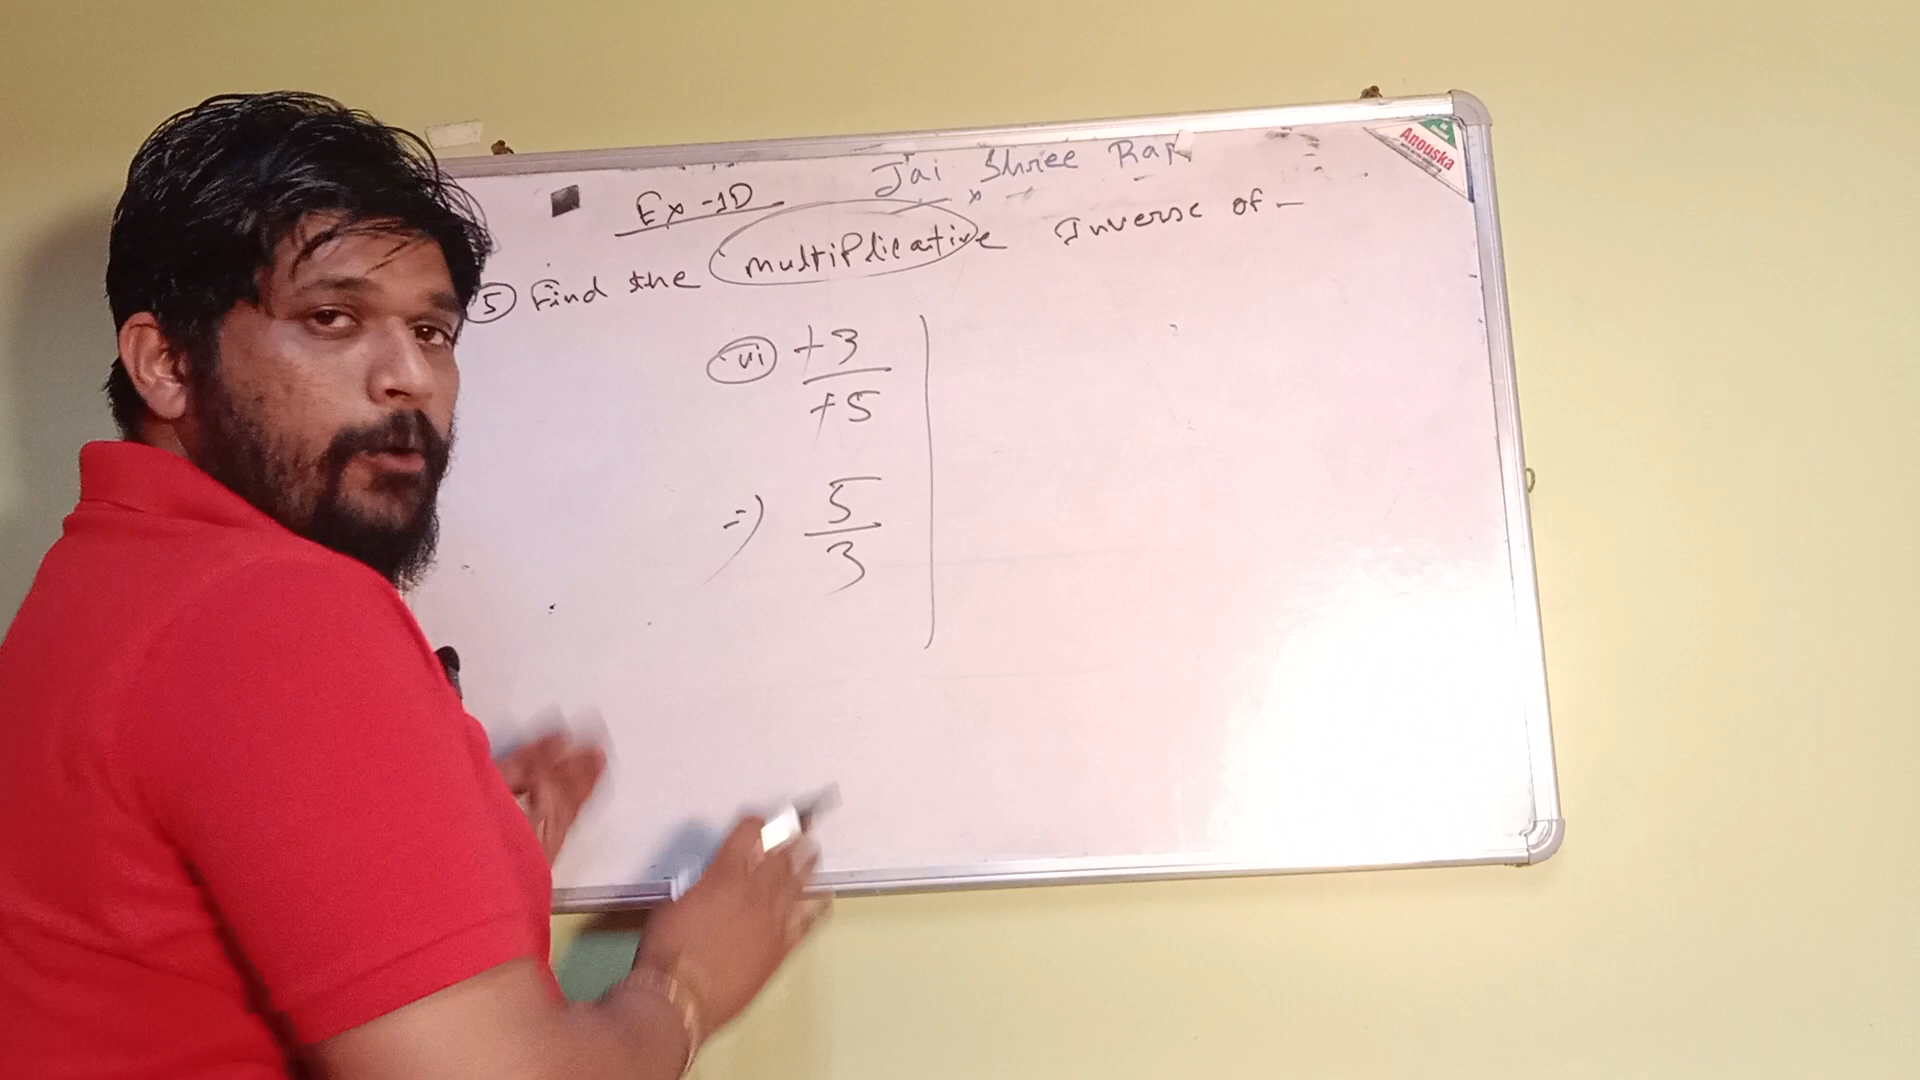 Jai Shree Ram
Ex-1D
Anouska
5 Find the multiplicative Inverse of -
vi +3
+5
=> 5
3